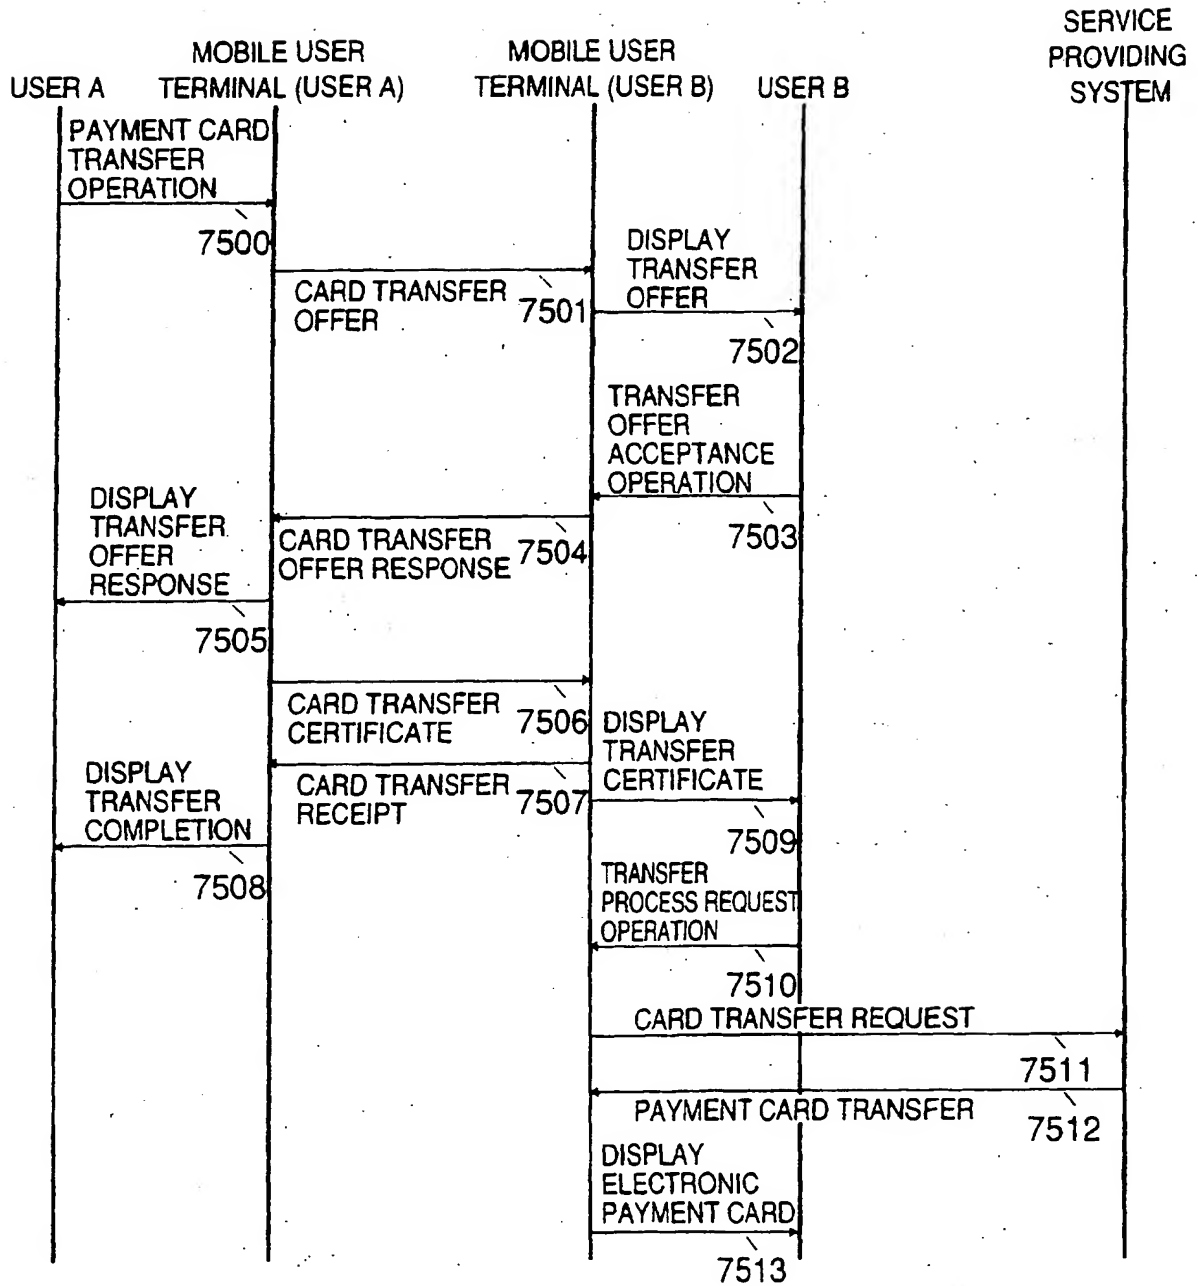 SERVICE
PROVIDING
SYSTEM
MOBILE USER
TERMINAL (USER A)
MOBILE USER
TERMINAL (USER B)
USER A
USER B
PAYMENT CARD
TRANSFER
OPERATION
7500
CARD TRANSFER
OFFER
7501
DISPLAY
TRANSFER
OFFER
7502
TRANSFER
OFFER
ACCEPTANCE
OPERATION
7503
CARD TRANSFER
OFFER RESPONSE
7504
DISPLAY
TRANSFER
OFFER
RESPONSE
7505
CARD TRANSFER
CERTIFICATE
7506
CARD TRANSFER
RECEIPT
7507
DISPLAY
TRANSFER
COMPLETION
7508
DISPLAY
TRANSFER
CERTIFICATE
7509
TRANSFER
PROCESS REQUEST
OPERATION
7510
CARD TRANSFER REQUEST
7511
PAYMENT CARD TRANSFER
7512
DISPLAY
ELECTRONIC
PAYMENT CARD
7513